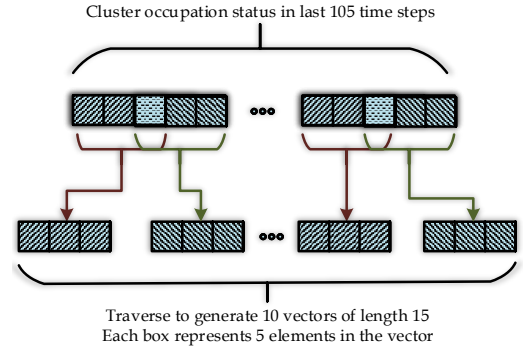 Cluster occupation status in last 105 time steps
Traverse to generate 10 vectors of length 15
Each box represents 5 elements in the vector